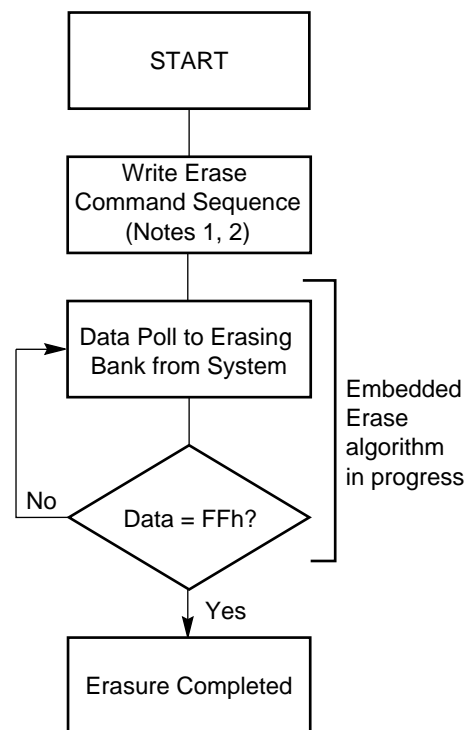 START
Write Erase
Command Sequence
(Notes 1, 2)
Data Poll to Erasing
Bank from System
Embedded
Erase
algorithm
in progress
No
Data = FFh?
Yes
Erasure Completed